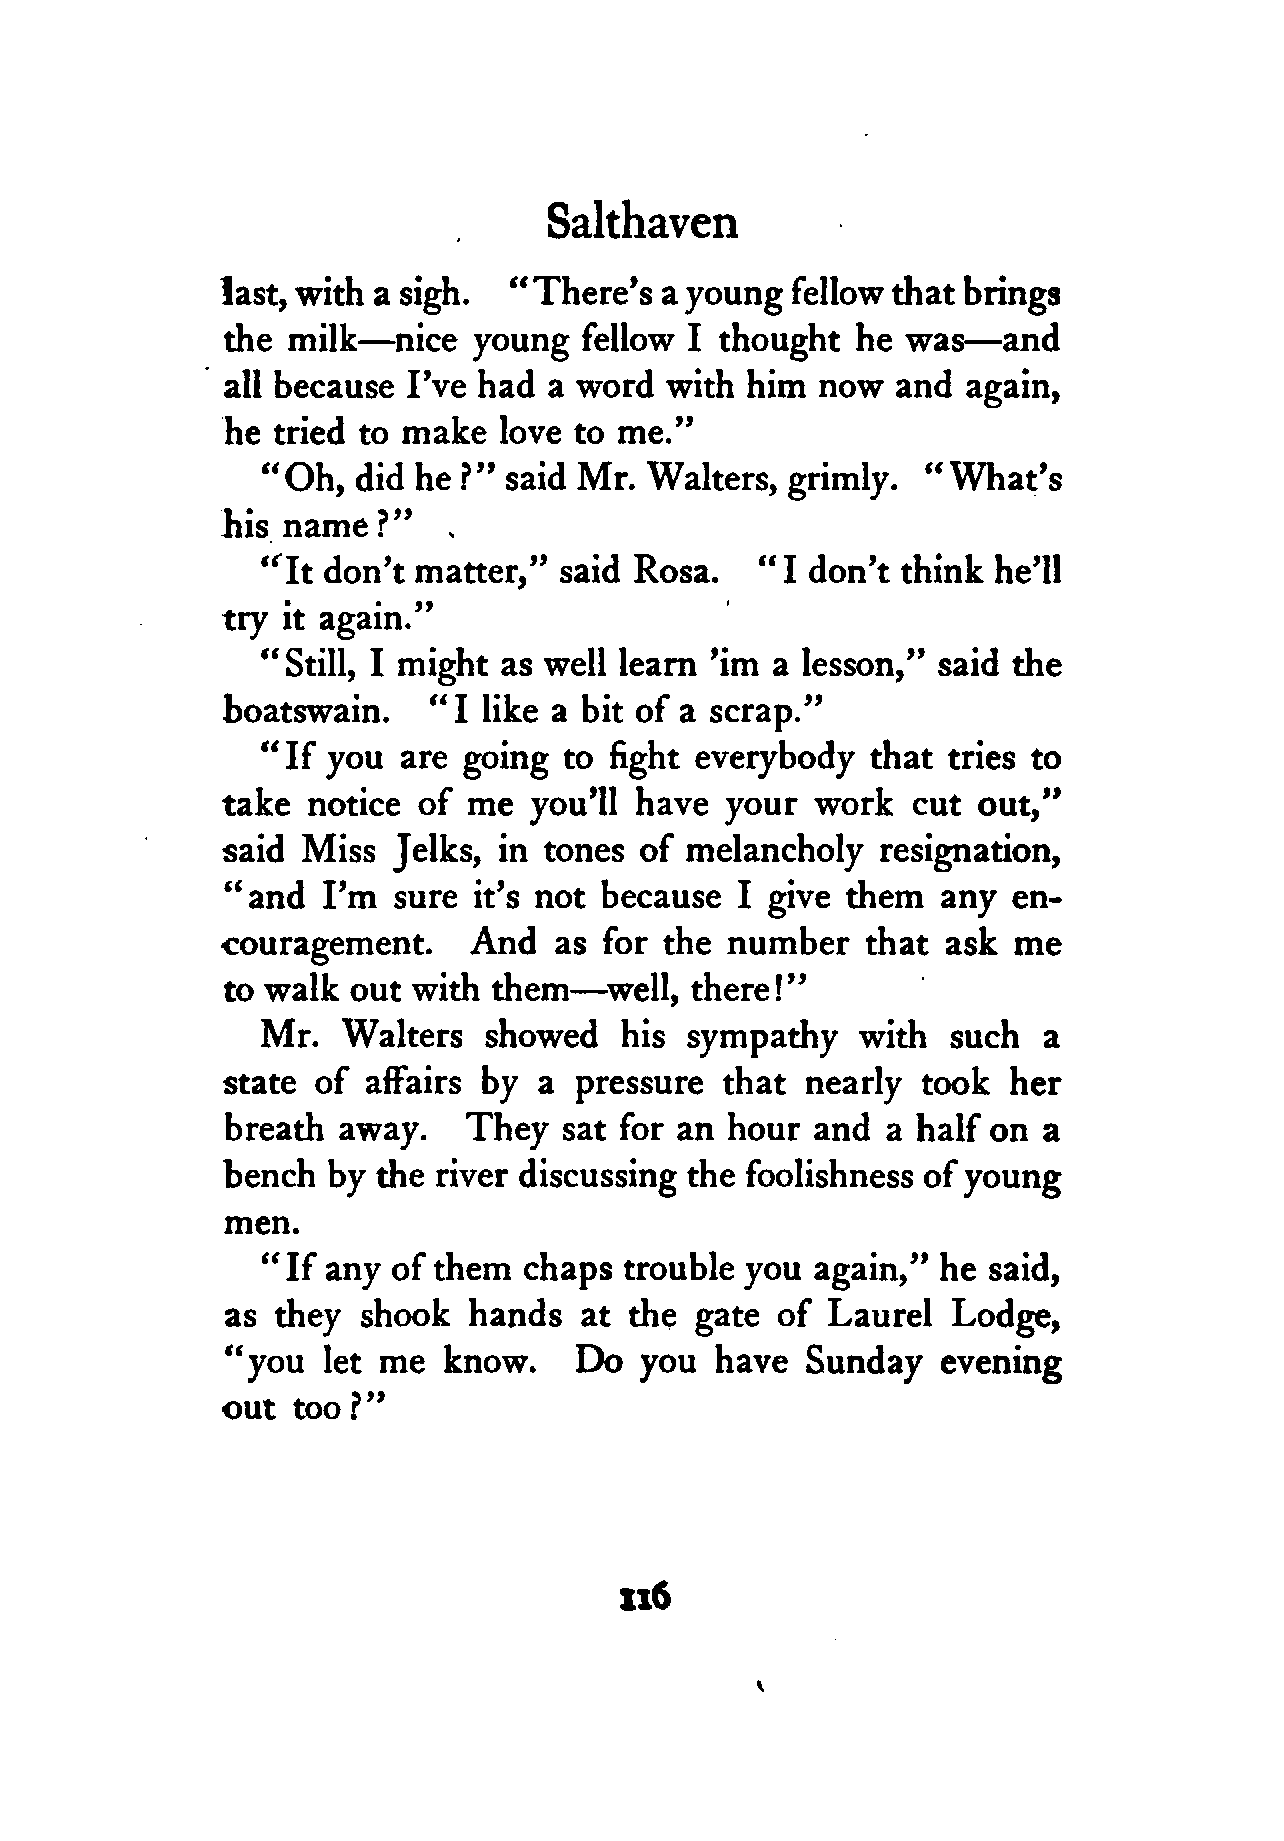 Salthaven
last, with a sigh. "There's a young fellow that brings
the milk—nice young fellow I thought he was—and
all because I've had a word with him now and again,
he tried to make love to me."
"Oh, did he?" said Mr. Walters, grimly. "What's
his name?"
"It don't matter," said Rosa. "I don't think he'll
try it again."
"Still, I might as well learn 'im a lesson," said the
boatswain. "I like a bit of a scrap."
"If you are going to fight everybody that tries to
take notice of me you'll have your work cut out,"
said Miss Jelks, in tones of melancholy resignation,
"and I'm sure it's not because I give them any en-
couragement. And as for the number that ask me
to walk out with them—well, there!"
Mr. Walters showed his sympathy with such a
state of affairs by a pressure that nearly took her
breath away. They sat for an hour and a half on a
bench by the river discussing the foolishness of young
men.
"If any of them chaps trouble you again," he said,
as they shook hands at the gate of Laurel Lodge,
"you let me know. Do you have Sunday evening
out too?"
116